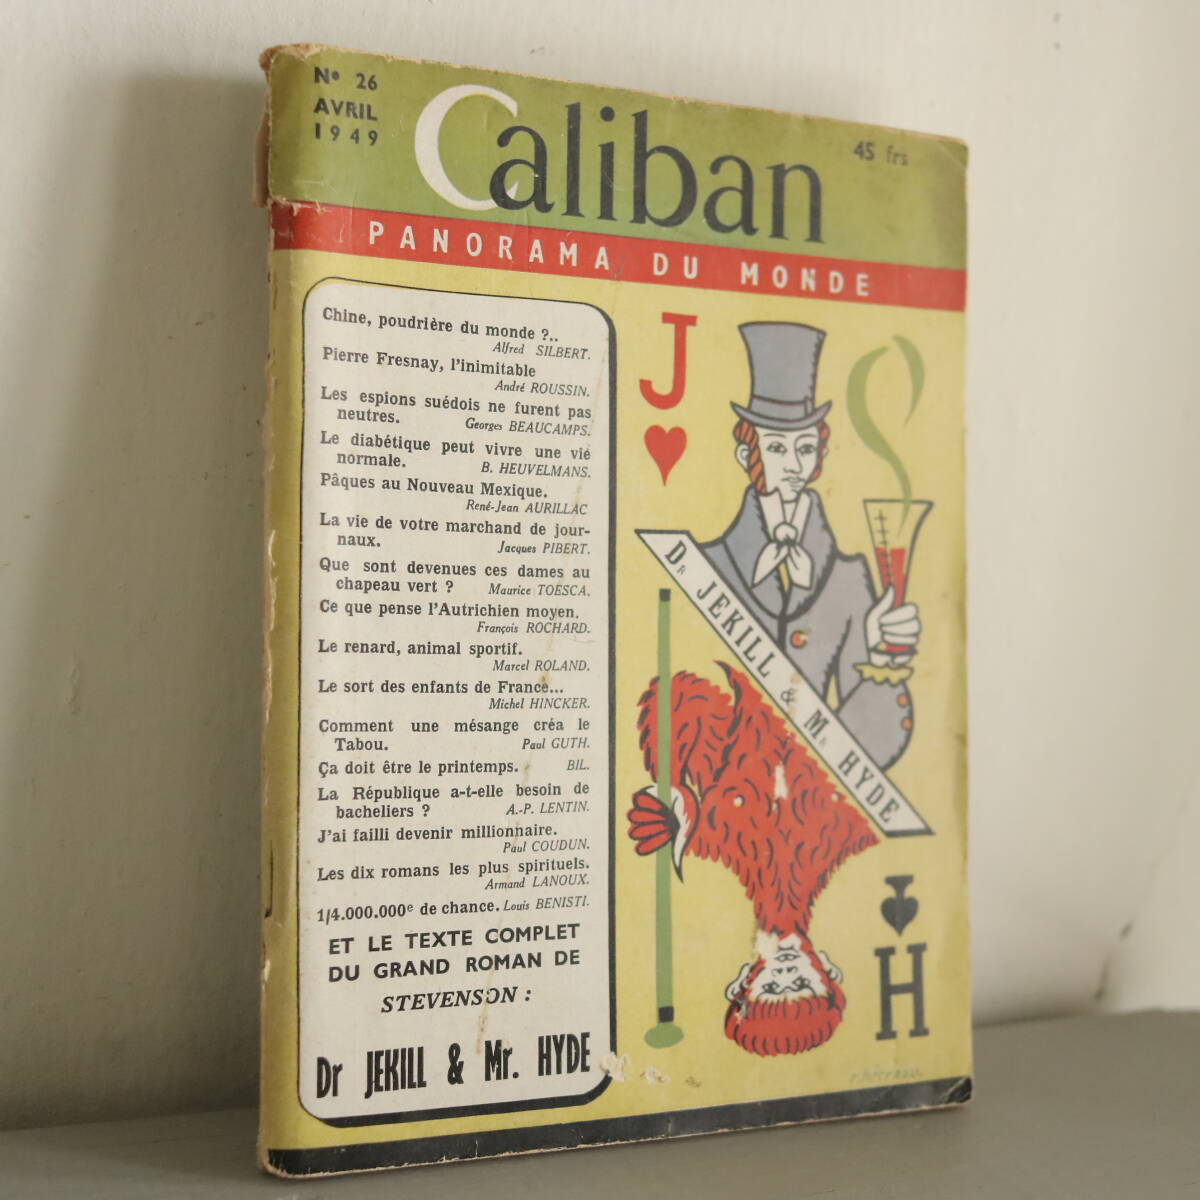 N° 26
AVRIL
1949
Caliban
45 frs
PANORAMA DU MONDE
Chine, poudrière du monde ?..
Alfred SILBERT.
Pierre Fresnay, l'inimitable
André ROUSSIN.
Les espions suédois ne furent pas
neutres. Georges BEAUCAMPS.
Le diabétique peut vivre une vie
normale. B. HEUVELMANS.
Pâques au Nouveau Mexique.
René-Jean AURILLAC
La vie de votre marchand de jour-
naux. Jacques PIBERT.
Que sont devenues ces dames au
chapeau vert ? Maurice TOESCA.
Ce que pense l'Autrichien moyen.
François ROCHARD.
Le renard, animal sportif.
Marcel ROLAND.
Le sort des enfants de France...
Michel HINCKER.
Comment une mésange créa le
Tabou. Paul GUTH.
Ça doit être le printemps. BIL.
La République a-t-elle besoin de
bacheliers ? A.-P. LENTIN.
J'ai failli devenir millionnaire.
Paul COUDUN.
Les dix romans les plus spirituels.
Armand LANOUX.
1/4.000.000e de chance. Louis BENISTI.
ET LE TEXTE COMPLET
DU GRAND ROMAN DE
STEVENSON :
Dr JEKILL & Mr. HYDE
J
DR JEKILL & MR HYDE
H